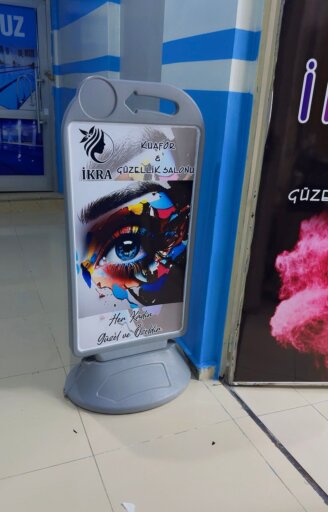 UZ
İKRA
KUAFÖR
&
GÜZELLİK SALONU
Her Kadın
Güzel ve Özeldir
İ
GÜZE